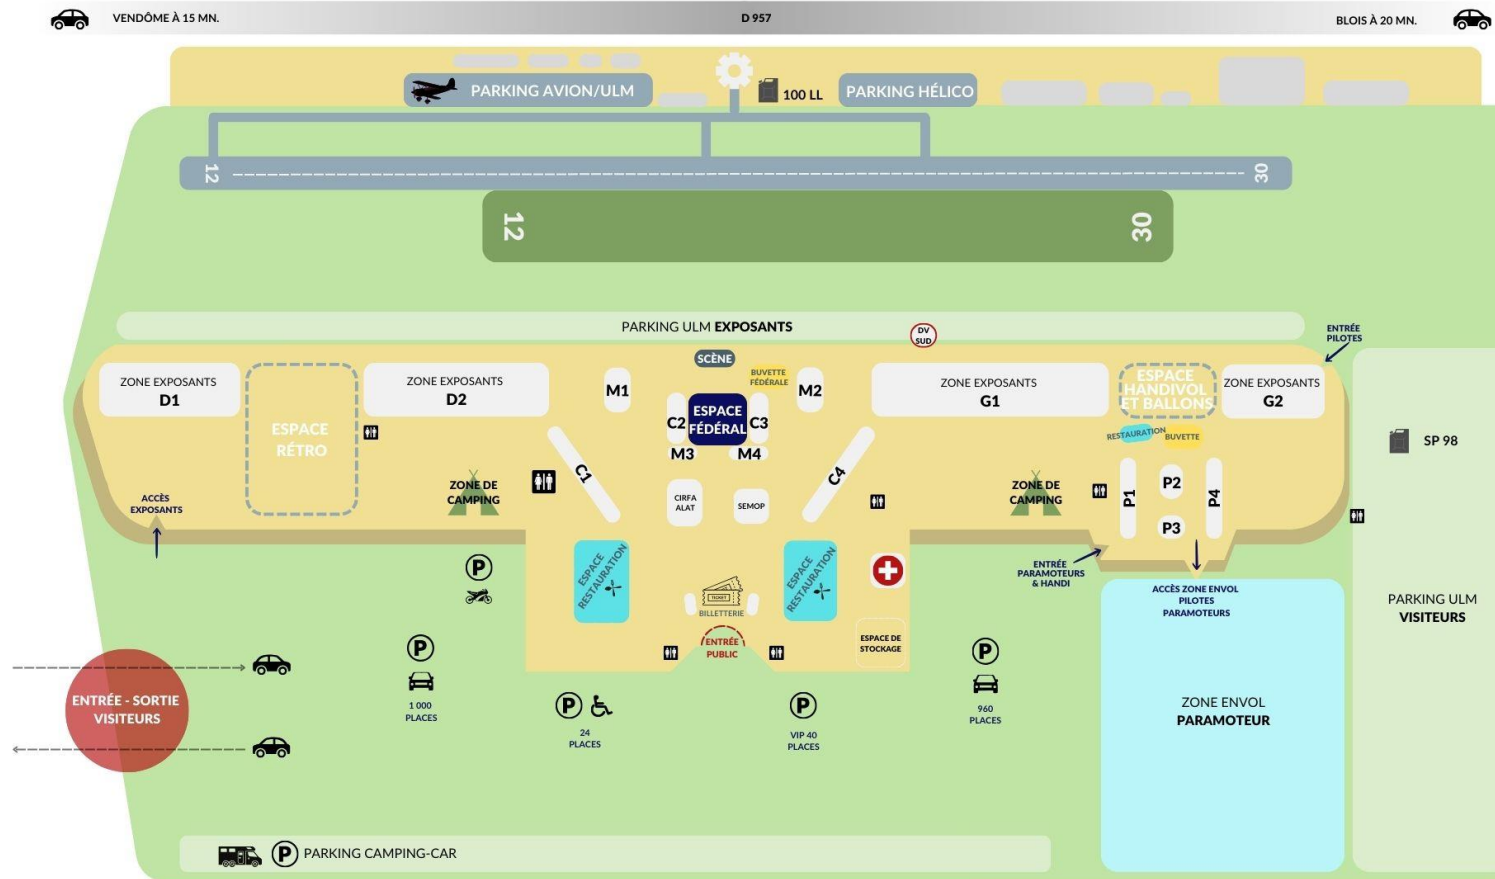 VENDÔME À 15 MN.
D 957
BLOIS À 20 MN.
PARKING AVION/ULM
100 LL
PARKING HÉLICO
12
30
12
30
PARKING ULM EXPOSANTS
DV
SUD
ENTRÉE
PILOTES
SCÈNE
BUVETTE
FÉDÉRALE
ZONE EXPOSANTS
D1
ESPACE
RÉTRO
ZONE EXPOSANTS
D2
M1
C2
ESPACE
FÉDÉRAL
C3
M2
M3
M4
ZONE EXPOSANTS
G1
ESPACE
HANDIVOL
ET BALLONS
ZONE EXPOSANTS
G2
RESTAURATION
BUVETTE
SP 98
C1
C4
ZONE DE
CAMPING
CIRFA
ALAT
SEMOP
ZONE DE
CAMPING
P1
P2
P3
P4
ACCÈS
EXPOSANTS
ESPACE
RESTAURATION
ESPACE
RESTAURATION
TICKET
BILLETTERIE
ENTRÉE
PUBLIC
ESPACE DE
STOCKAGE
ENTRÉE
PARAMOTEURS
& HANDI
ACCÈS ZONE ENVOL
PILOTES
PARAMOTEURS
PARKING ULM
VISITEURS
P
P
1 000
PLACES
P
24
PLACES
P
VIP 40
PLACES
P
960
PLACES
ENTRÉE - SORTIE
VISITEURS
ZONE ENVOL
PARAMOTEUR
P PARKING CAMPING-CAR